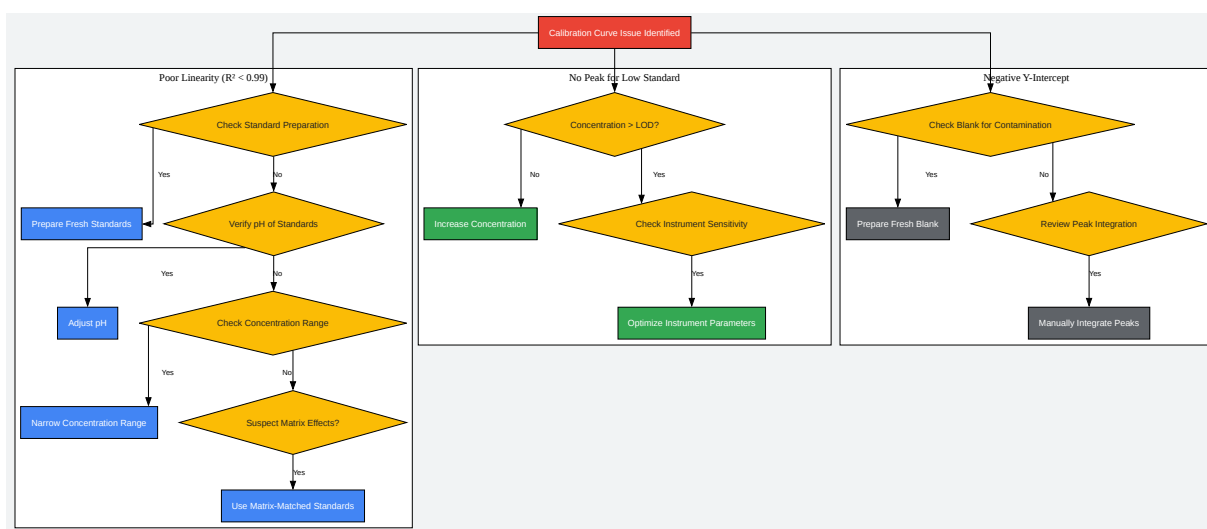 Calibration Curve Issue Identified
Poor Linearity (R² < 0.99)
Check Standard Preparation
Yes
No
Prepare Fresh Standards
Verify pH of Standards
Yes
No
Adjust pH
Check Concentration Range
Yes
No
Narrow Concentration Range
Suspect Matrix Effects?
Yes
Use Matrix-Matched Standards
No Peak for Low Standard
Concentration > LOD?
No
Yes
Increase Concentration
Check Instrument Sensitivity
Yes
Optimize Instrument Parameters
Negative Y-Intercept
Check Blank for Contamination
Yes
No
Prepare Fresh Blank
Review Peak Integration
Yes
Manually Integrate Peaks